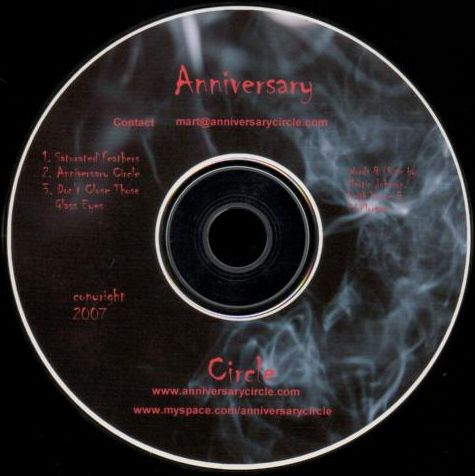 Anniversary
Contact mart@anniversarycircle.com
1. Saturated Feathers
2. Anniversary Circle
3. Don't Close Those
Glass Eyes
copyright
2007
Circle
www.anniversarycircle.com
www.myspace.com/anniversarycircle